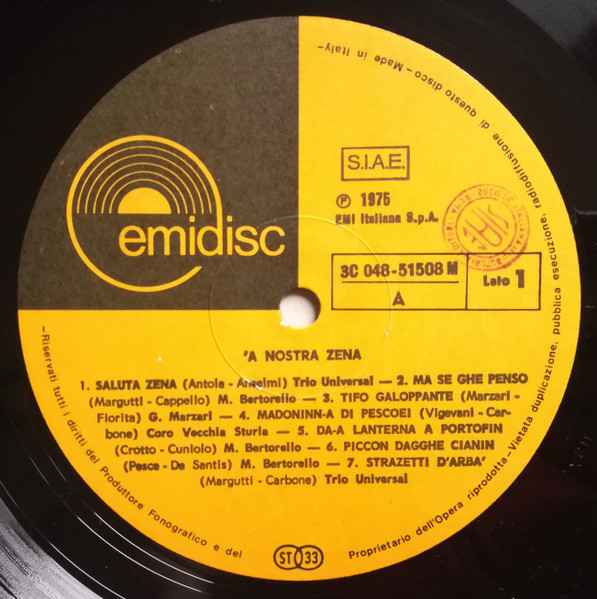 emidisc
S.I.A.E.
℗ 1975
EMI Italiana S.p.A.
3C 048-51508 M
A
Lato 1
'A NOSTRA ZENA
1. SALUTA ZENA (Antola - Anselmi) Trio Universal — 2. MA SE GHE PENSO
(Margutti - Cappello) M. Bertorello — 3. TIFO GALOPPANTE (Marzari-
Fiorita) G. Marzari — 4. MADONINN-A DI PESCOEI (Vigevani - Car-
bone) Coro Vecchia Sturla — 5. DA-A LANTERNA A PORTOFIN
(Crotto - Cuniolo) M. Bertorello — 6. PICCON DAGGHE CIANIN
(Pesce - De Santis) M. Bertorello — 7. STRAZETTI D'ARBA'
(Margutti - Carbone) Trio Universal
ST 33
—Riservati tutti i diritti del Produttore Fonografico e del Proprietario dell'Opera riprodotta—Vietata duplicazione, pubblica esecuzione, radiodiffusione di questo disco—Made in Italy—